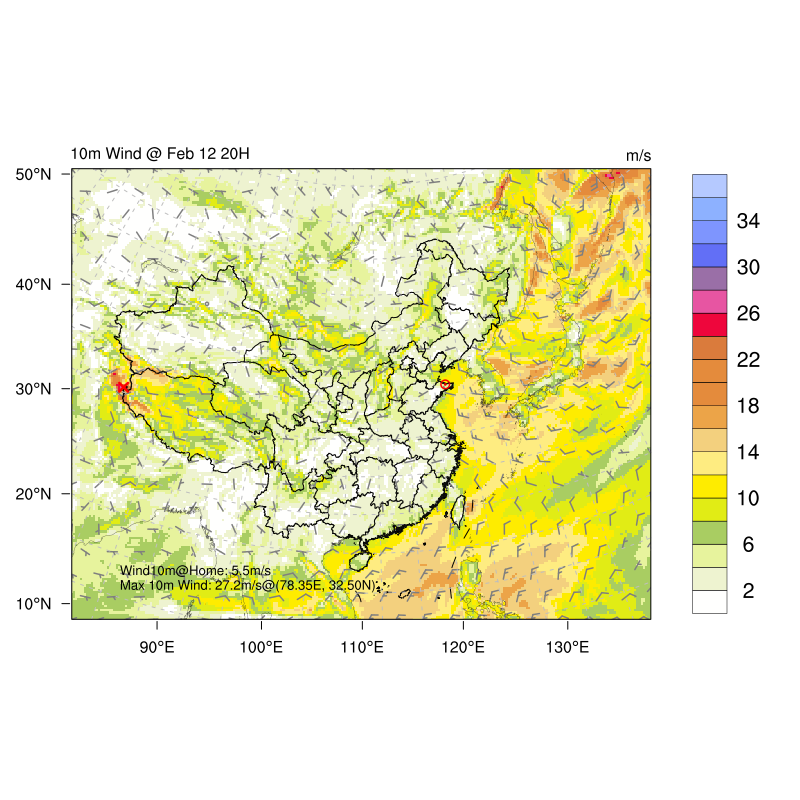 10m Wind @ Feb 12 20H
m/s
50°N
40°N
30°N
20°N
10°N
90°E
100°E
110°E
120°E
130°E
Wind10m@Home: 5.5m/s
Max 10m Wind: 27.2m/s@(78.35E, 32.50N)
34
30
26
22
18
14
10
6
2